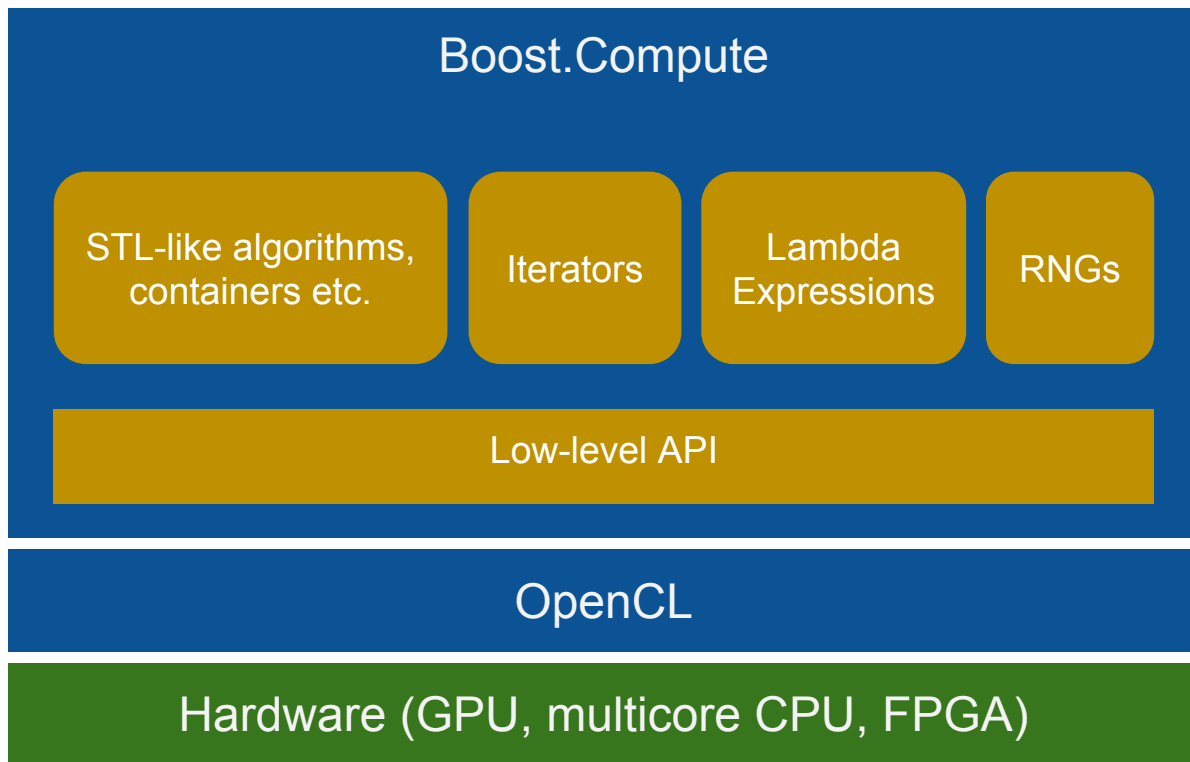 Boost.Compute
STL-like algorithms,
containers etc.
Iterators
Lambda
Expressions
RNGs
Low-level API
OpenCL
Hardware (GPU, multicore CPU, FPGA)